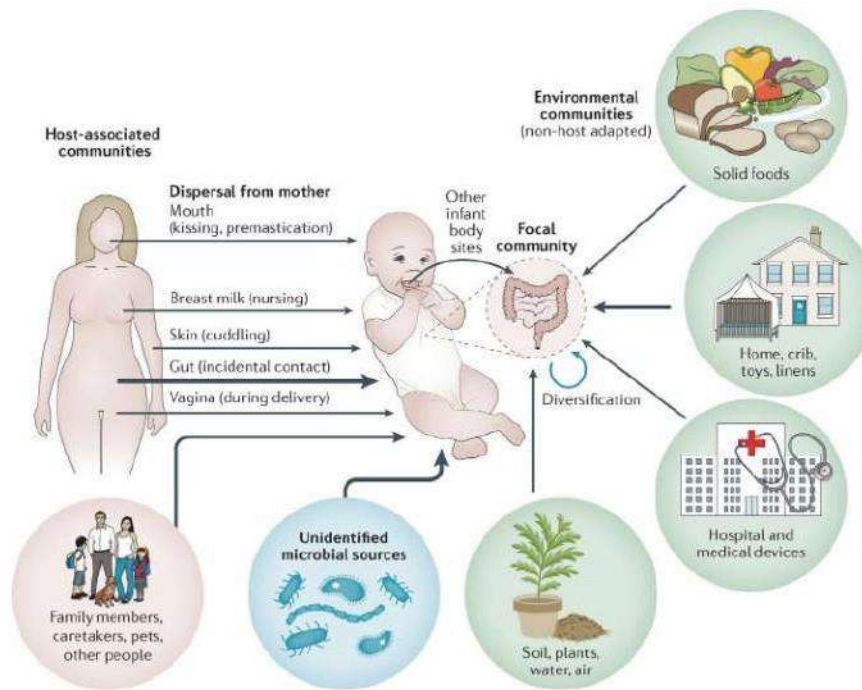 Host-associated
communities
Dispersal from mother
Mouth
(kissing, premastication)
Breast milk (nursing)
Skin (cuddling)
Gut (incidental contact)
Vagina (during delivery)
Other
infant
body
sites
Focal
community
Diversification
Environmental
communities
(non-host adapted)
Solid foods
Home, crib,
toys, linens
Hospital and
medical devices
Family members,
caretakers, pets,
other people
Unidentified
microbial sources
Soil, plants,
water, air